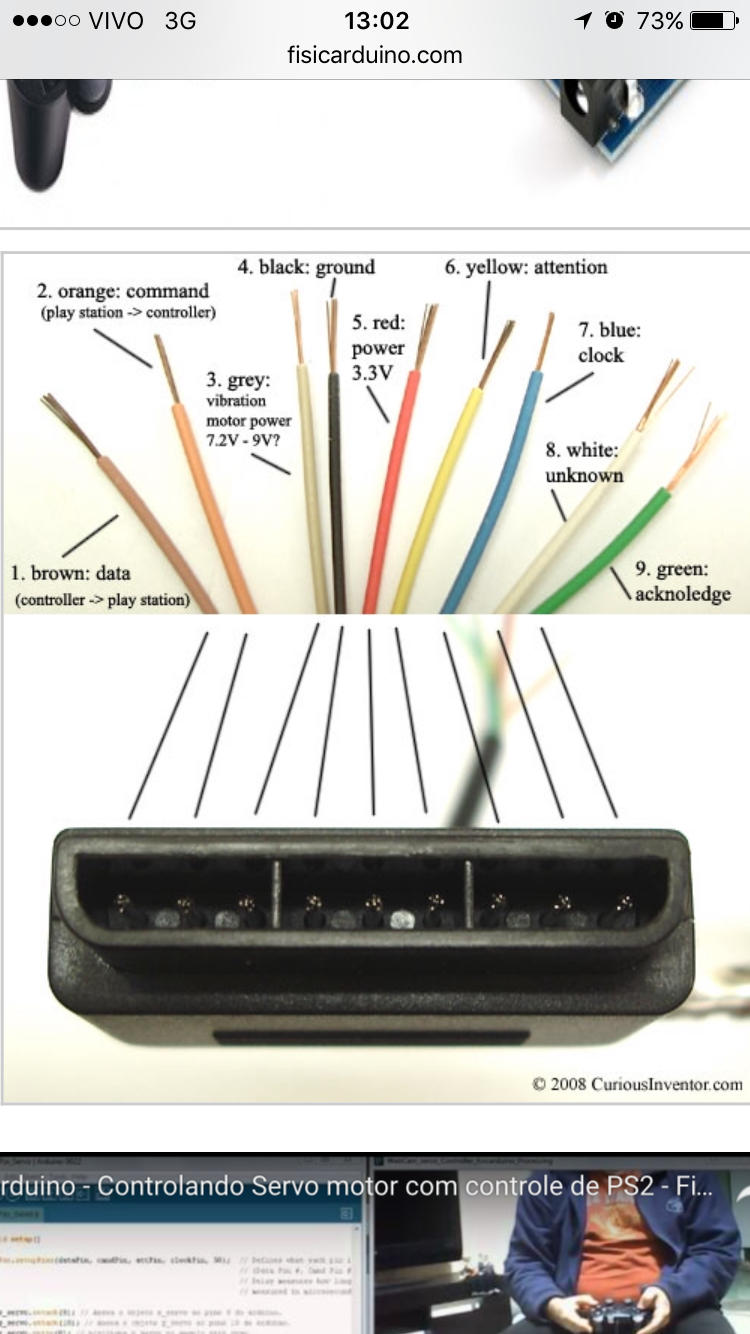 VIVO 3G 13:02 73%
fisicarduino.com
4. black: ground
6. yellow: attention
2. orange: command
(play station -> controller)
5. red:
power
3.3V
7. blue:
clock
3. grey:
vibration
motor power
7.2V - 9V?
8. white:
unknown
1. brown: data
(controller -> play station)
9. green:
acknoledge
© 2008 CuriousInventor.com
rduino - Controlando Servo motor com controle de PS2 - Fi...